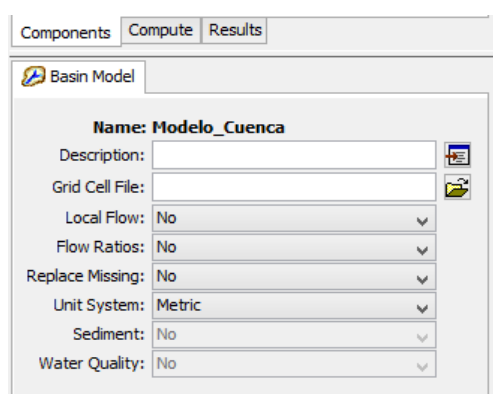 Components Compute Results
Basin Model
Name: Modelo_Cuenca
Description:
Grid Cell File:
Local Flow: No
Flow Ratios: No
Replace Missing: No
Unit System: Metric
Sediment: No
Water Quality: No